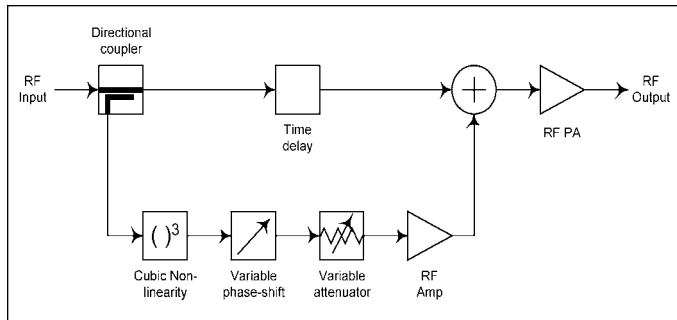 Directional
coupler
RF
Input
Time
delay
+
RF PA
RF
Output
( )³
Cubic Non-
linearity
Variable
phase-shift
Variable
attenuator
RF
Amp